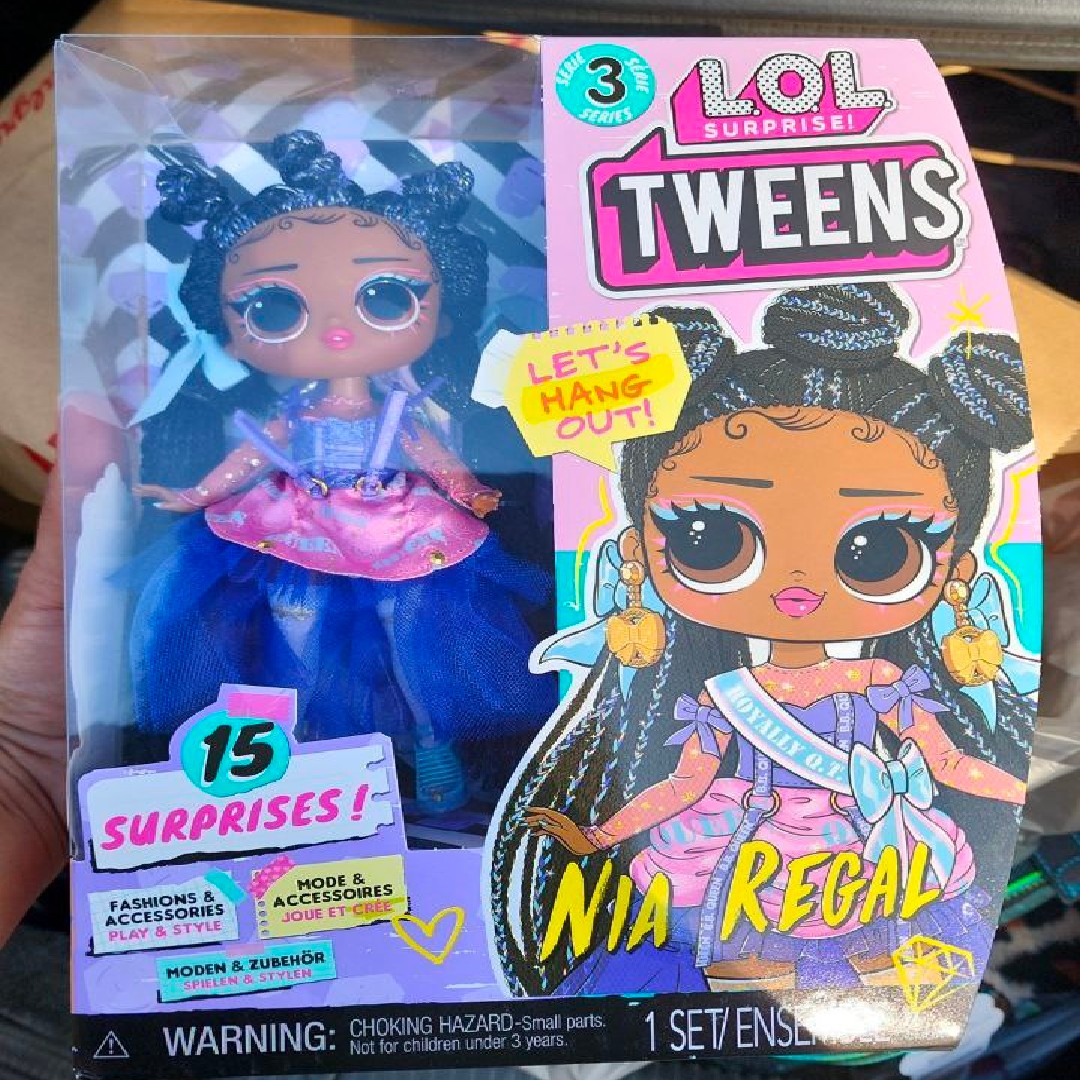 SÉRIE SERIE
3
SERIES
L.O.L.
SURPRISE!
TWEENS
LET'S
HANG
OUT!
ROYALLY
15
SURPRISES!
FASHIONS &
ACCESSORIES
PLAY & STYLE
MODE &
ACCESSOIRES
JOUE ET CRÉE
MODEN & ZUBEHÖR
SPIELEN & STYLEN
NIA REGAL
WARNING: CHOKING HAZARD-Small parts.
Not for children under 3 years.
1 SET/